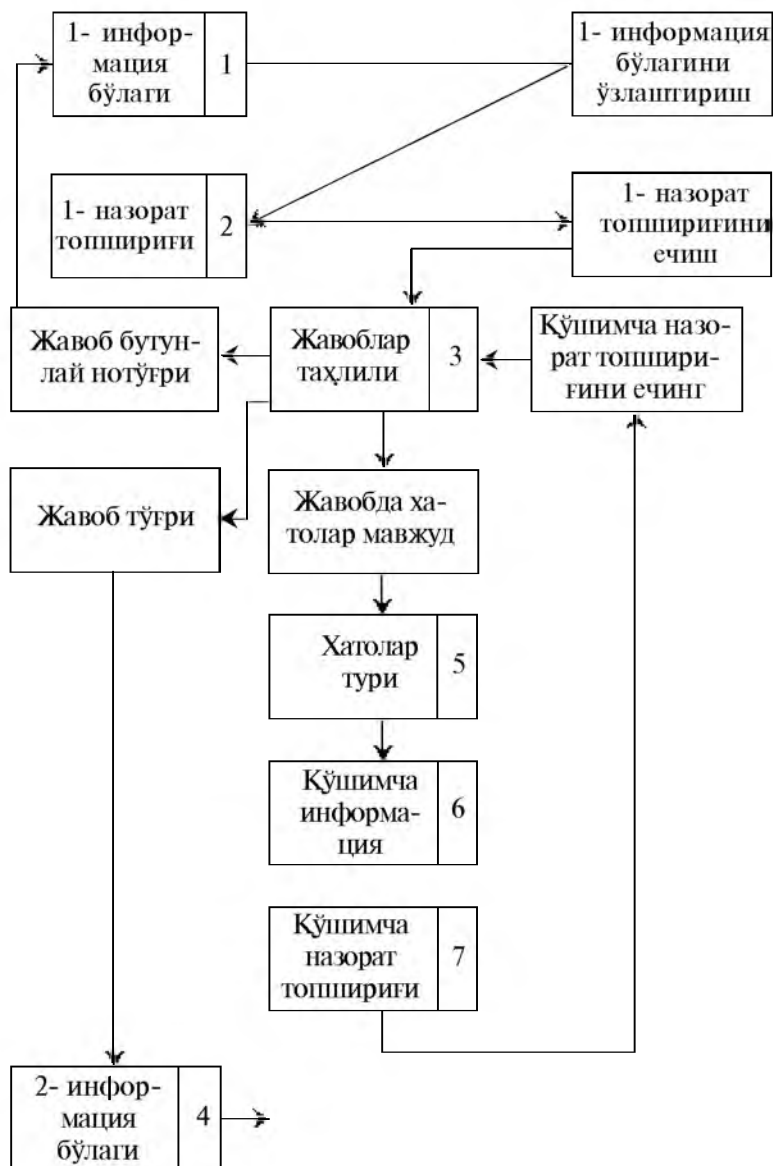 1- инфор-
мация
бўлаги
1
1- информация
бўлагини
ўзлаштириш
1- назорат
топшириғи
2
1- назорат
топшириғини
ечиш
Жавоб бутун-
лай нотўғри
Жавоблар
таҳлили
3
Қўшимча назо-
рат топшири-
ғини ечинг
Жавоб тўғри
Жавобда ха-
толар мавжуд
Хатолар
тури
5
Қўшимча
информа-
ция
6
Қўшимча
назорат
топшириғи
7
2- инфор-
мация
бўлаги
4